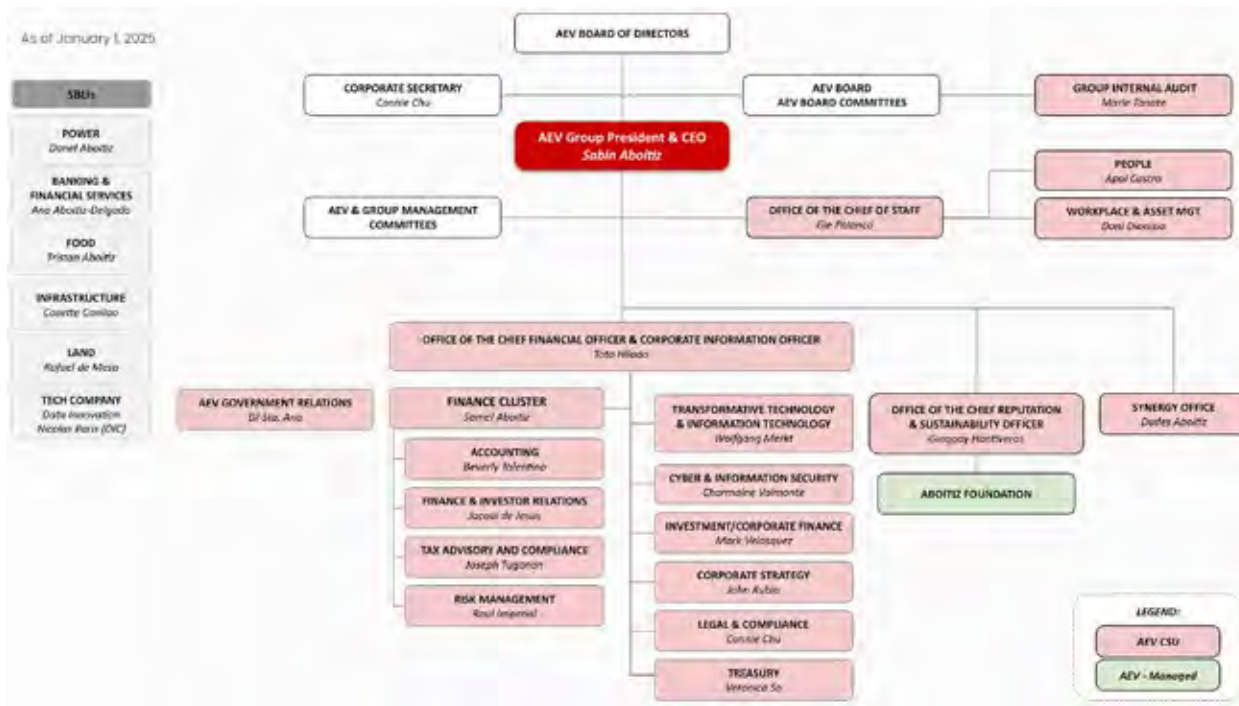 As of January 1, 2025
AEV BOARD OF DIRECTORS
SBUs
CORPORATE SECRETARY
Connie Chu
AEV BOARD
AEV BOARD COMMITTEES
GROUP INTERNAL AUDIT
Marie
AEV Group President & CEO
Sabin Aboitiz
POWER
Danel Aboitiz
BANKING &
FINANCIAL SERVICES
Ana Aboitiz-Delgado
FOOD
Tristan Aboitiz
INFRASTRUCTURE
Cosette Canilao
LAND
Rafael de Mesa
TECH COMPANY
Data Innovation
Nicolas (OIC)
PEOPLE
Apol Castro
AEV & GROUP MANAGEMENT
COMMITTEES
OFFICE OF THE CHIEF OF STAFF
Polanco
WORKPLACE & ASSET MGT
Dani Dionisio
OFFICE OF THE CHIEF FINANCIAL OFFICER & CORPORATE INFORMATION OFFICER
Toto Hilado
AEV GOVERNMENT RELATIONS
Sta. Ana
FINANCE CLUSTER
Samel Aboitiz
ACCOUNTING
Beverly Tolentino
FINANCE & INVESTOR RELATIONS
Jacqui de Jesus
TAX ADVISORY AND COMPLIANCE
Joseph Tugonon
RISK MANAGEMENT
Raul Imperial
TRANSFORMATIVE TECHNOLOGY
& INFORMATION TECHNOLOGY
Wolfgang Merkt
CYBER & INFORMATION SECURITY
Charmaine Valmonte
INVESTMENT/CORPORATE FINANCE
Mark Velasquez
CORPORATE STRATEGY
John Rubio
LEGAL & COMPLIANCE
Connie Chu
TREASURY
Veronica So
OFFICE OF THE CHIEF REPUTATION
& SUSTAINABILITY OFFICER
Ginggay Hontiveros
ABOITIZ FOUNDATION
SYNERGY OFFICE
Dodes Aboitiz
LEGEND:
AEV CSU
AEV - Managed